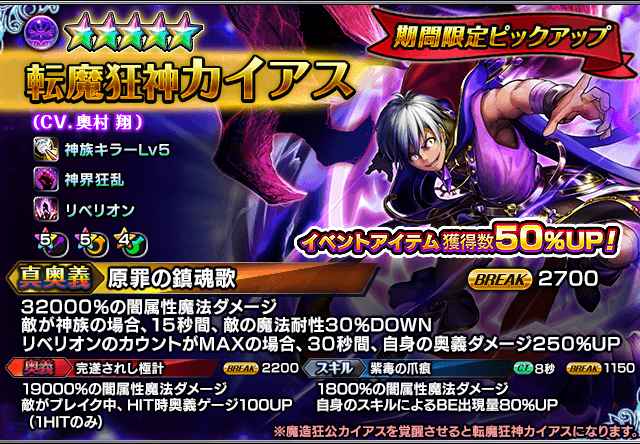 期間限定ピックアップ
転魔狂神カイアス
(CV.奥村 翔)
神族キラーLv5
神界狂乱
リベリオン
5 5 4
イベントアイテム獲得数50%UP!
真奥義 原罪の鎮魂歌 BREAK 2700
32000%の闇属性魔法ダメージ
敵が神族の場合、15秒間、敵の魔法耐性30%DOWN
リベリオンのカウントがMAXの場合、30秒間、自身の奥義ダメージ250%UP
奥義 完遂されし極計 BREAK 2200
19000%の闇属性魔法ダメージ
敵がブレイク中、HIT時奥義ゲージ100UP
(1HITのみ)
スキル 紫毒の爪痕 CT 8秒 BREAK 1150
1800%の闇属性魔法ダメージ
自身のスキルによるBE出現量80%UP
※魔造狂公カイアスを覚醒させると転魔狂神カイアスになります。